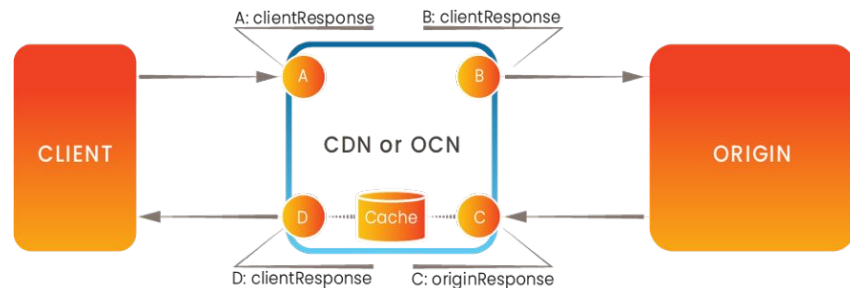 A: clientResponse
B: clientResponse
A
B
CLIENT
CDN or OCN
ORIGIN
D
Cache
C
D: clientResponse
C: originResponse